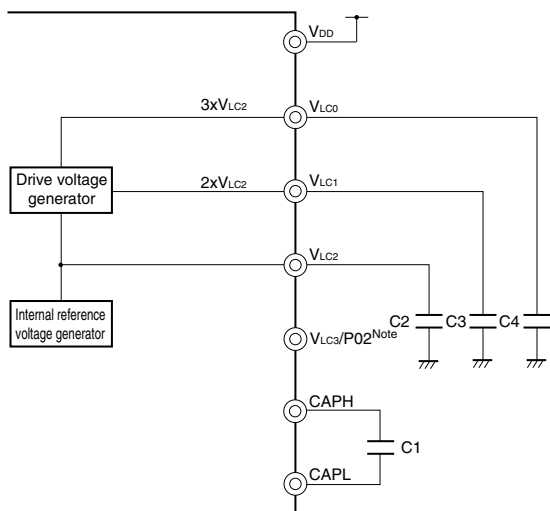 VDD
3xVLC2
VLC0
Drive voltage
generator
2xVLC2
VLC1
VLC2
Internal reference
voltage generator
C2
C3
C4
VLC3/P02Note
CAPH
C1
CAPL